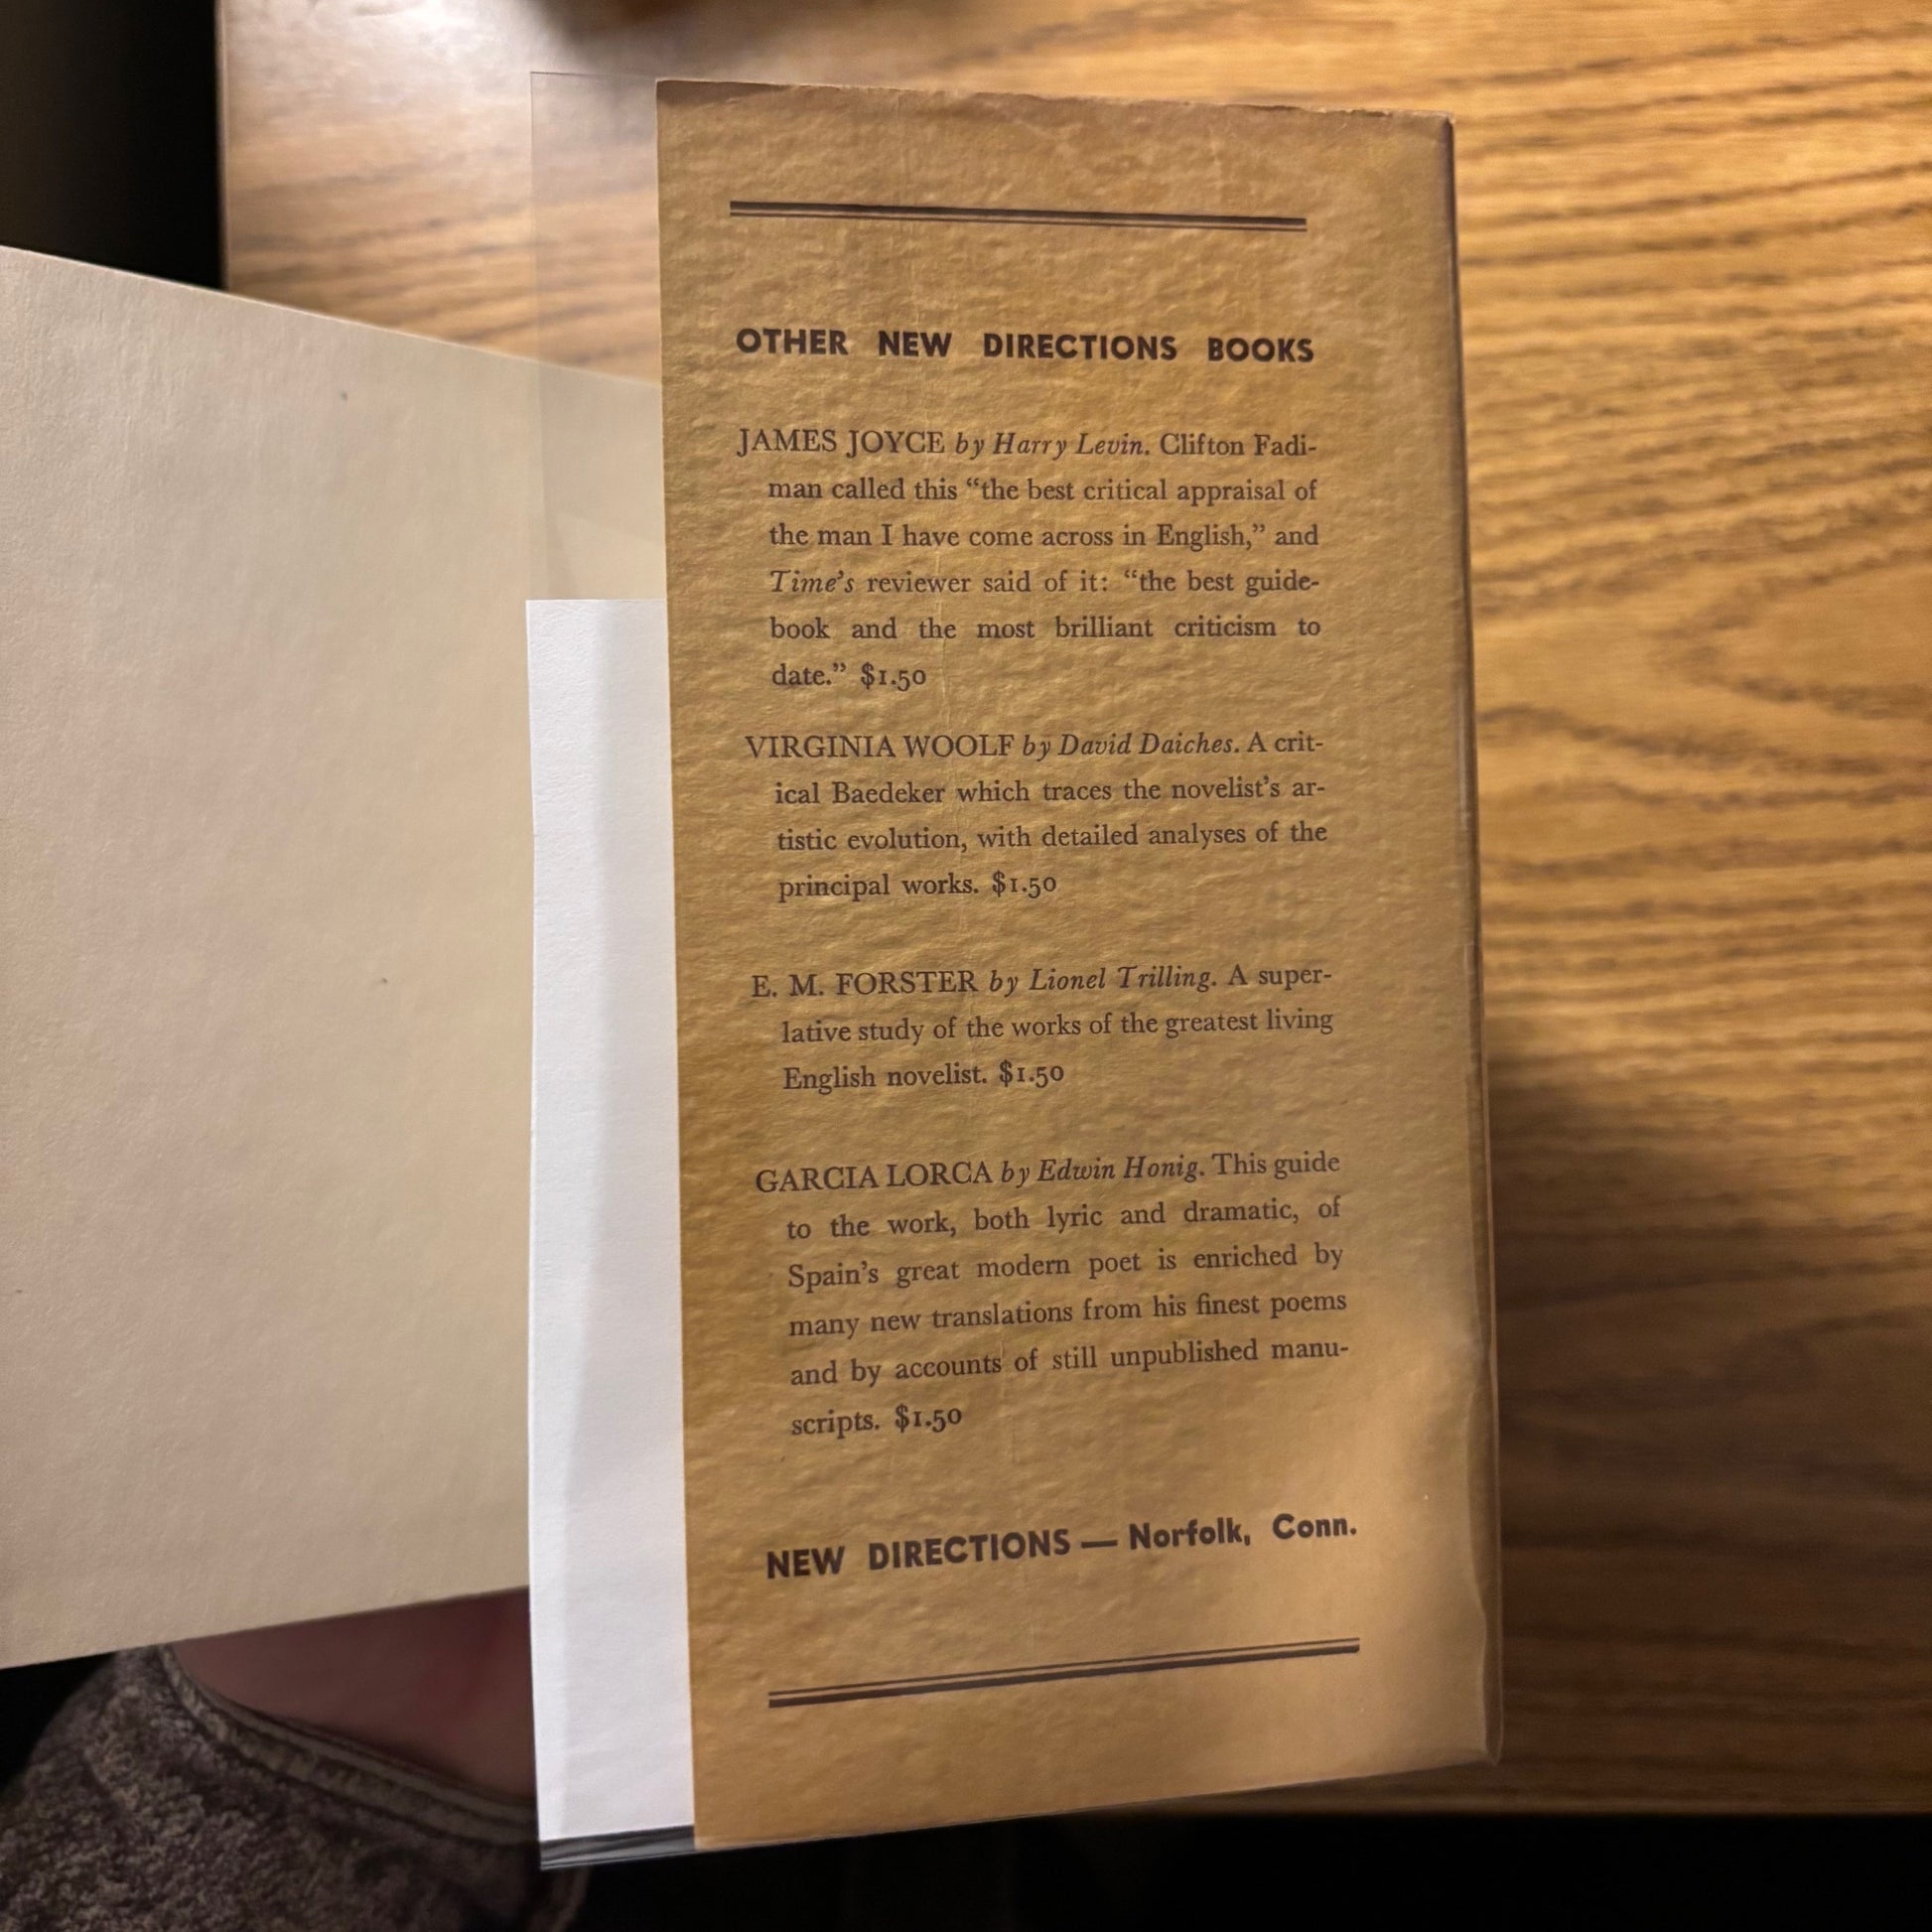 OTHER NEW DIRECTIONS BOOKS
JAMES JOYCE by Harry Levin. Clifton Fadi-
man called this “the best critical appraisal of
the man I have come across in English,” and
Time’s reviewer said of it: “the best guide-
book and the most brilliant criticism to
date.” $1.50
VIRGINIA WOOLF by David Daiches. A crit-
ical Baedeker which traces the novelist’s ar-
tistic evolution, with detailed analyses of the
principal works. $1.50
E. M. FORSTER by Lionel Trilling. A super-
lative study of the works of the greatest living
English novelist. $1.50
GARCIA LORCA by Edwin Honig. This guide
to the work, both lyric and dramatic, of
Spain’s great modern poet is enriched by
many new translations from his finest poems
and by accounts of still unpublished manu-
scripts. $1.50
NEW DIRECTIONS — Norfolk, Conn.